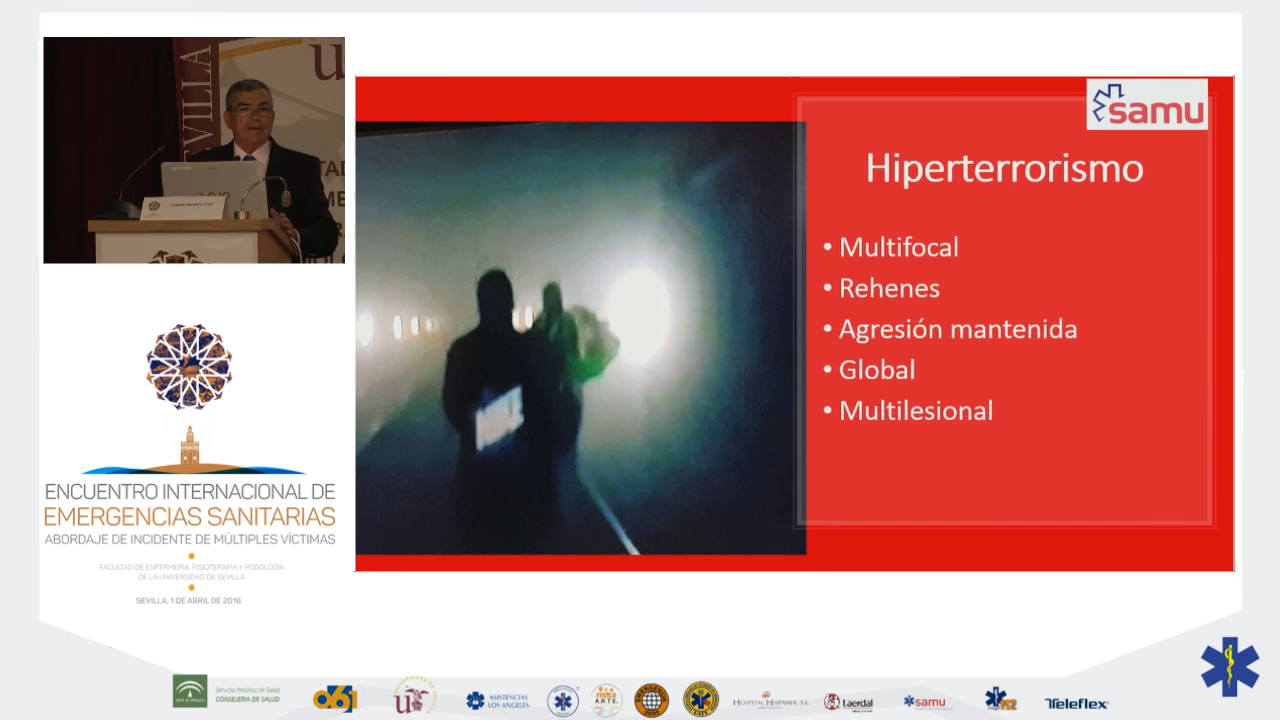 SEVILLA
samu
Hiperterrorismo
• Multifocal
• Rehenes
• Agresión mantenida
• Global
• Multilesional
ENCUENTRO INTERNACIONAL DE
EMERGENCIAS SANITARIAS
ABORDAJE DE INCIDENTE DE MÚLTIPLES VÍCTIMAS
FACULTAD DE ENFERMERÍA, FISIOTERAPIA Y PODOLOGÍA
DE LA UNIVERSIDAD DE SEVILLA
SEVILLA, 1 DE ABRIL DE 2016
Servicio Andaluz de Salud
CONSEJERÍA DE SALUD
061
ASISTENCIAS
LOS ANGELES
HOSPITAL HISPANIA, S.L.
Laerdal
samu
Teleflex